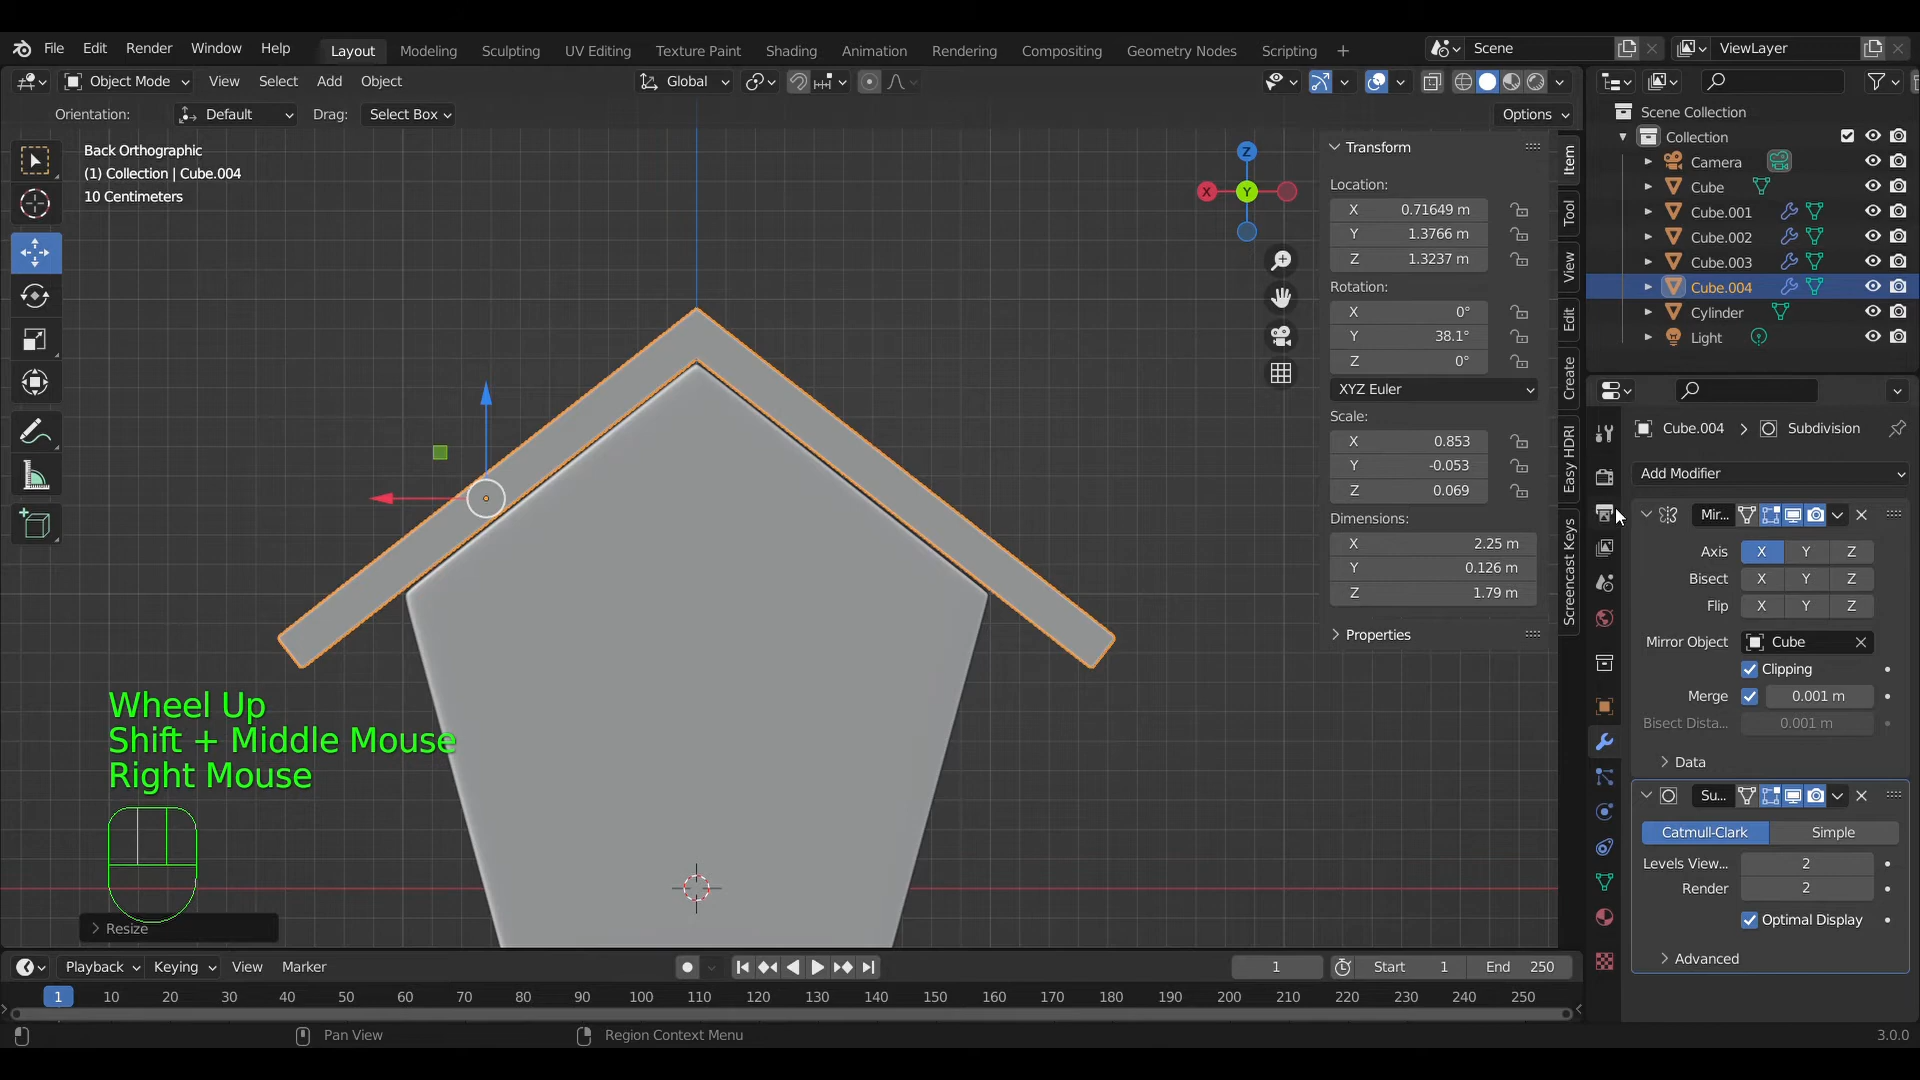 File Edit Render Window Help Layout Modeling Sculpting UV Editing Texture Paint Shading Animation Rendering Compositing Geometry Nodes Scripting + Scene ViewLayer
Object Mode View Select Add Object Global
Orientation: Default Drag: Select Box Options
Back Orthographic
(1) Collection | Cube.004
10 Centimeters
Z
X
Y
Transform
Location:
X 0.71649 m
Y 1.3766 m
Z 1.3237 m
Rotation:
X 0°
Y 38.1°
Z 0°
XYZ Euler
Scale:
X 0.853
Y -0.053
Z 0.069
Dimensions:
X 2.25 m
Y 0.126 m
Z 1.79 m
Properties
Item
Tool
View
Edit
Create
Easy HDRI
Screencast Keys
Scene Collection
Collection
Camera
Cube
Cube.001
Cube.002
Cube.003
Cube.004
Cylinder
Light
Cube.004 > Subdivision
Add Modifier
Mir...
Axis X Y Z
Bisect X Y Z
Flip X Y Z
Mirror Object Cube
Clipping
Merge 0.001 m
Bisect Dista... 0.001 m
Data
Su...
Catmull-Clark Simple
Levels View... 2
Render 2
Optimal Display
Advanced
Wheel Up
Shift + Middle Mouse
Right Mouse
Resize
Playback Keying View Marker 1 Start 1 End 250
1 10 20 30 40 50 60 70 80 90 100 110 120 130 140 150 160 170 180 190 200 210 220 230 240 250
Pan View Region Context Menu 3.0.0